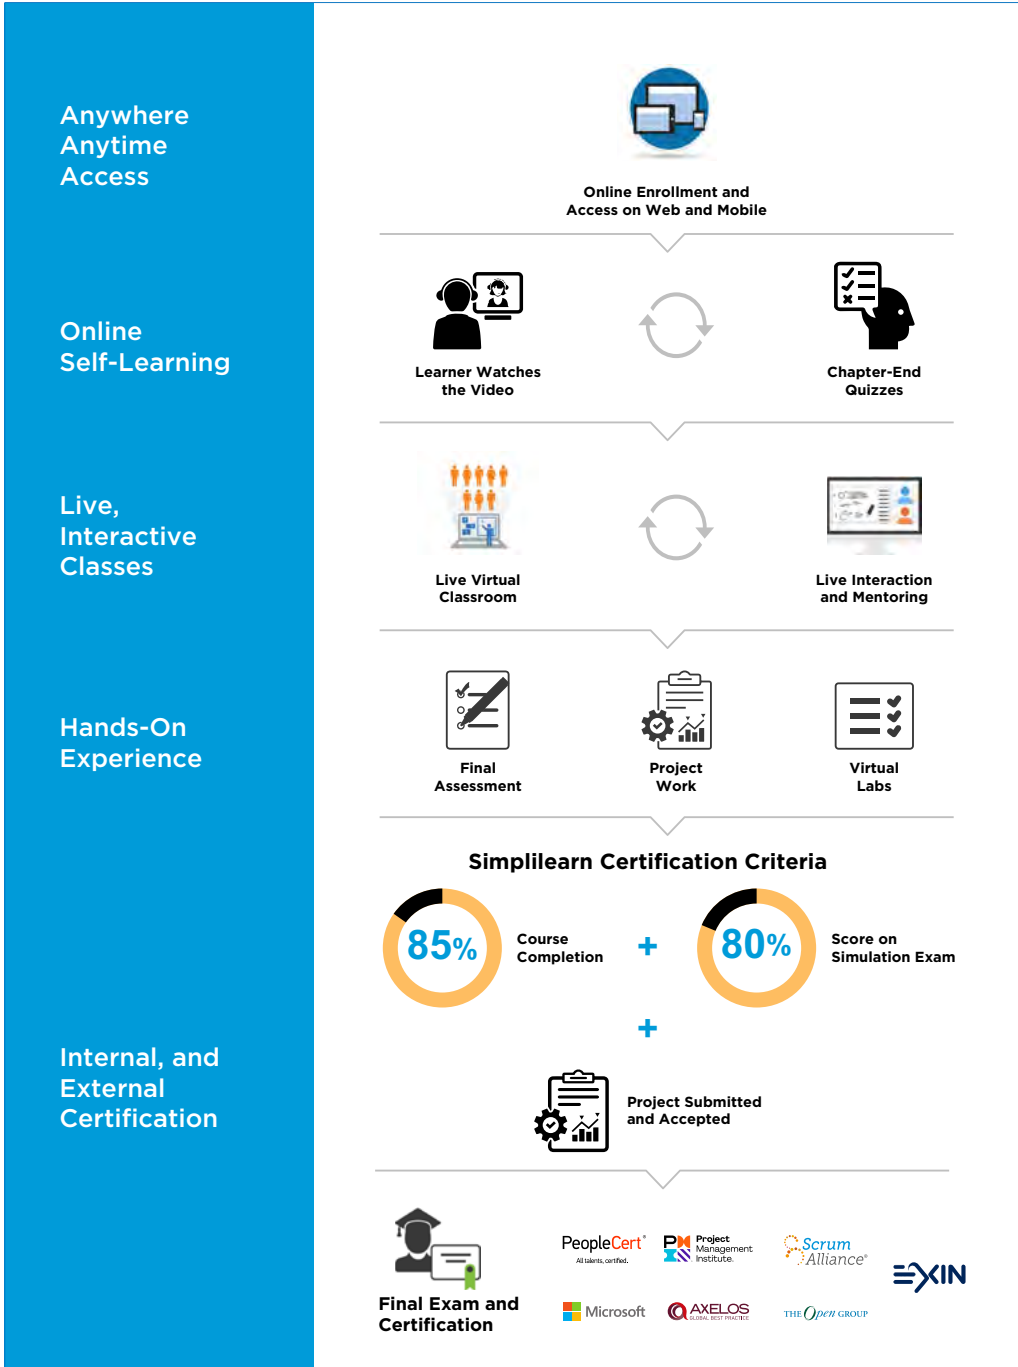 Anywhere
Anytime
Access
Online Enrollment and
Access on Web and Mobile
Online
Self-Learning
Learner Watches
the Video
Chapter-End
Quizzes
Live,
Interactive
Classes
Live Virtual
Classroom
Live Interaction
and Mentoring
Hands-On
Experience
Final
Assessment
Project
Work
Virtual
Labs
Simplilearn Certification Criteria
85%
Course
Completion
+
80%
Score on
Simulation Exam
+
Internal, and
External
Certification
Project Submitted
and Accepted
Final Exam and
Certification
PeopleCert®
All talents, certified.
Project
Management
Institute.
Scrum
Alliance®
EXIN
Microsoft
AXELOS
GLOBAL BEST PRACTICE
THE Open GROUP